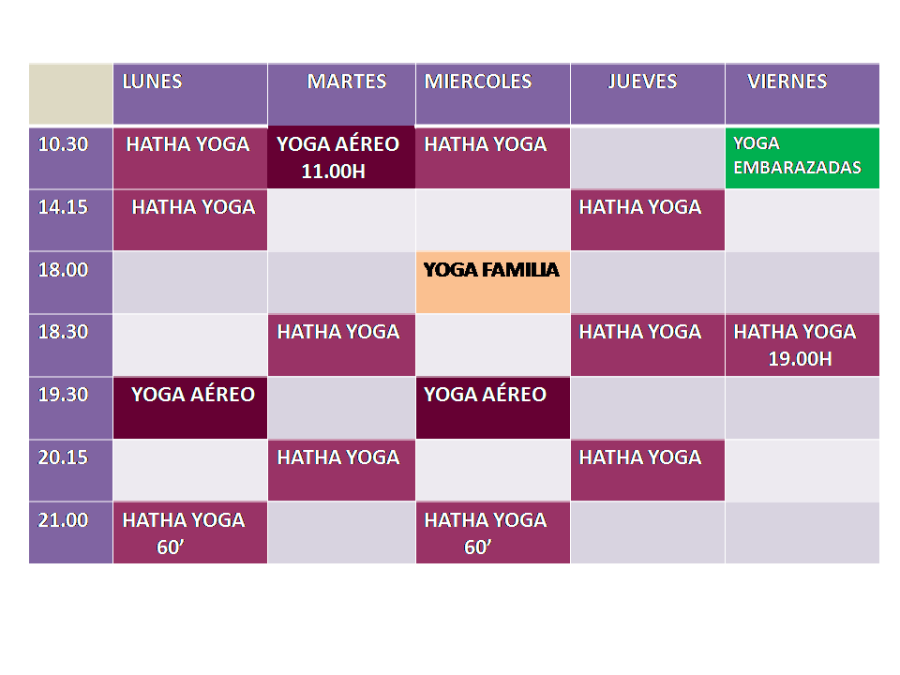 LUNES MARTES MIERCOLES JUEVES VIERNES
10.30 HATHA YOGA YOGA AÉREO HATHA YOGA YOGA
11.00H EMBARAZADAS
14.15 HATHA YOGA HATHA YOGA
18.00 YOGA FAMILIA
18.30 HATHA YOGA HATHA YOGA HATHA YOGA
19.00H
19.30 YOGA AÉREO YOGA AÉREO
20.15 HATHA YOGA HATHA YOGA
21.00 HATHA YOGA HATHA YOGA
60’ 60’